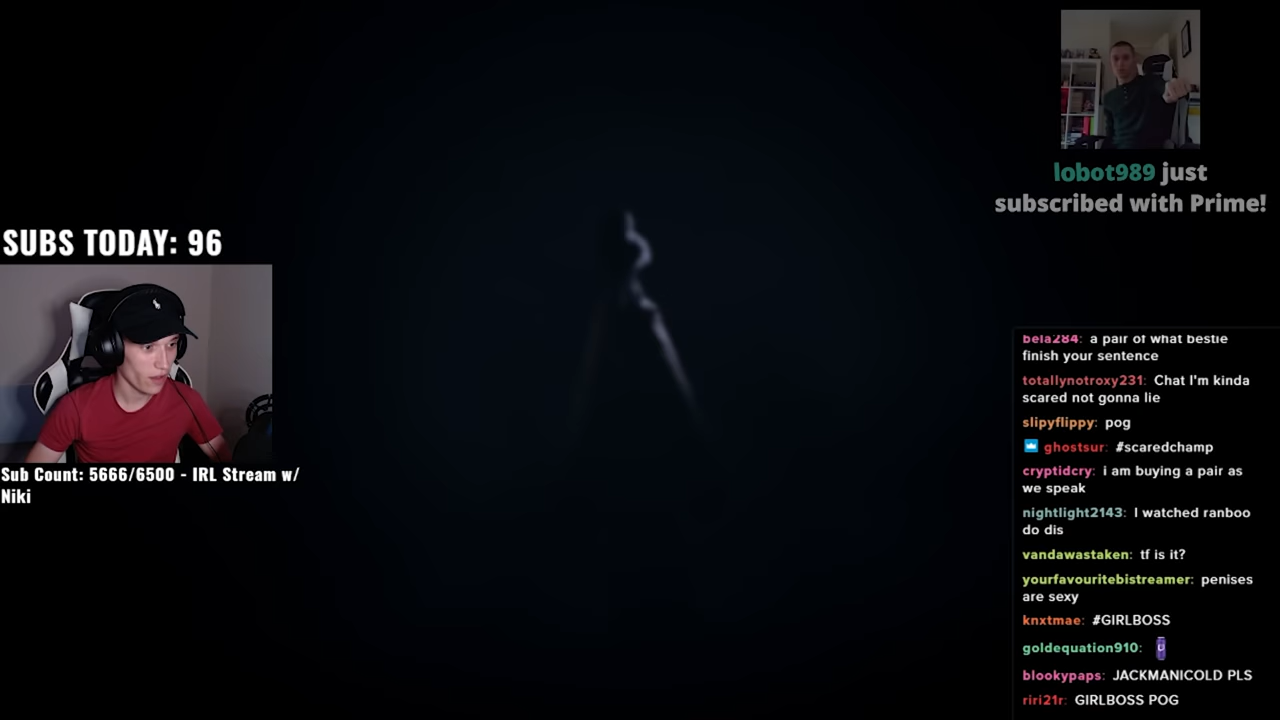 lobot989 just
subscribed with Prime!
SUBS TODAY: 96
Sub Count: 5666/6500 - IRL Stream w/
Niki
bela284: a pair of what bestie
finish your sentence
totallynotroxy231: Chat I'm kinda
scared not gonna lie
slipyflippy: pog
ghostsur: #scaredchamp
cryptidcry: i am buying a pair as
we speak
nightlight2143: I watched ranboo
do dis
vandawastaken: tf is it?
yourfavouritebistreamer: penises
are sexy
knxtmae: #GIRLBOSS
goldequation910:
blookypaps: JACKMANICOLD PLS
riri21r: GIRLBOSS POG